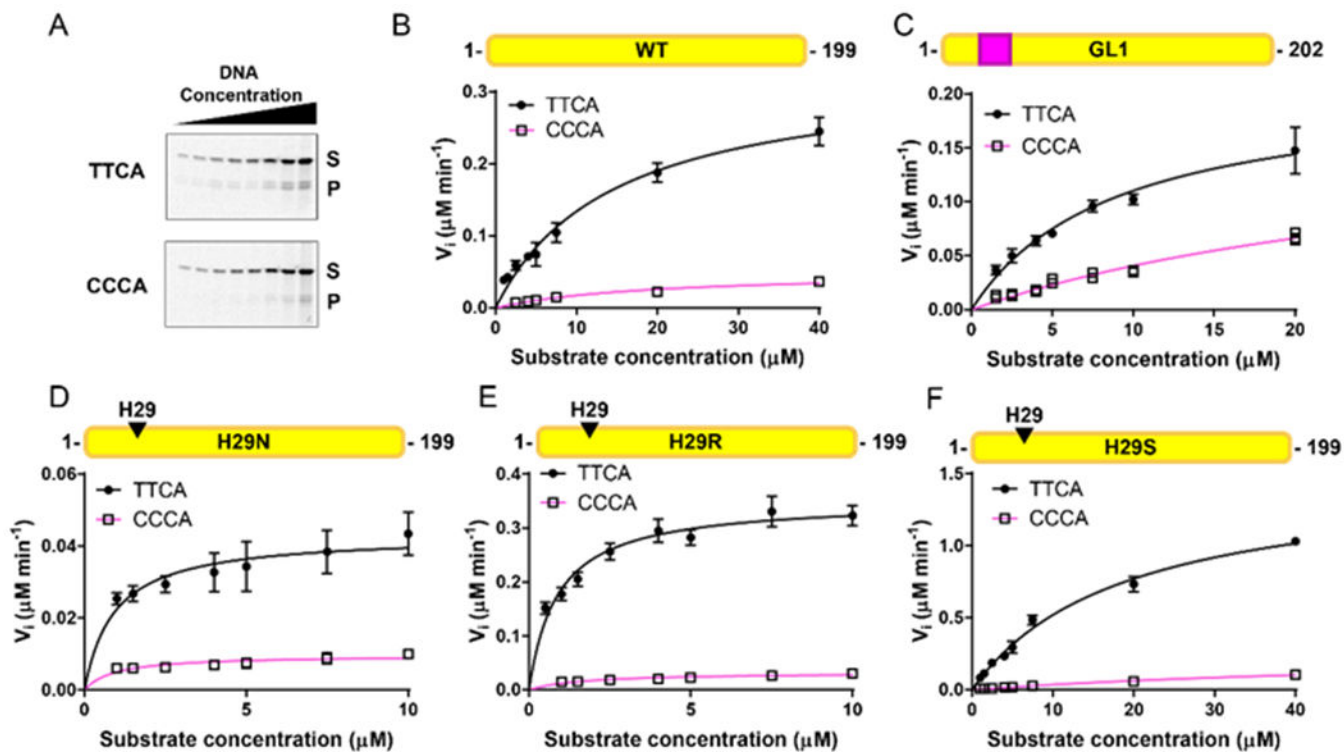 A
DNA
Concentration
TTCA
S
P
CCCA
S
P
B
1- WT - 199
TTCA
CCCA
Vi (μM min-1)
0.3
0.2
0.1
0.0
0 10 20 30 40
Substrate concentration (μM)
C
1- GL1 - 202
TTCA
CCCA
Vi (μM min-1)
0.20
0.15
0.10
0.05
0.00
0 5 10 15 20
Substrate concentration (μM)
D
H29
1- H29N - 199
TTCA
CCCA
Vi (μM min-1)
0.06
0.04
0.02
0.00
0 5 10
Substrate concentration (μM)
E
H29
1- H29R - 199
TTCA
CCCA
Vi (μM min-1)
0.4
0.3
0.2
0.1
0.0
0 5 10
Substrate concentration (μM)
F
H29
1- H29S - 199
TTCA
CCCA
Vi (μM min-1)
1.5
1.0
0.5
0.0
0 10 20 30 40
Substrate concentration (μM)